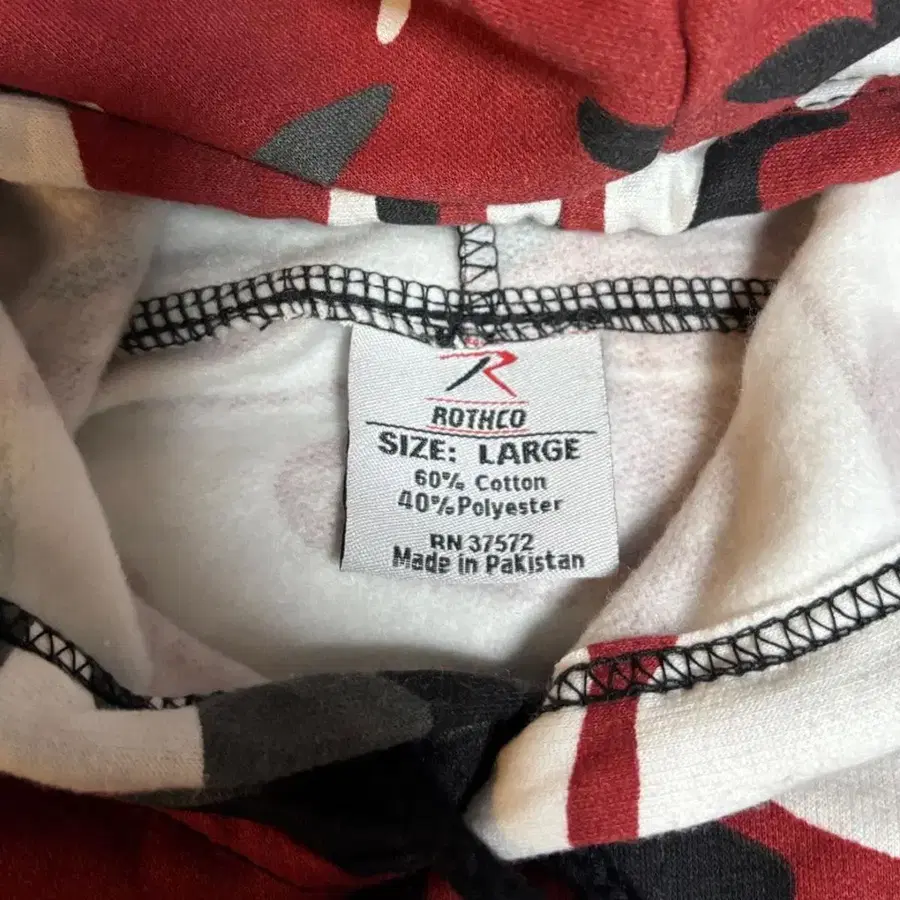 ROTHCO
SIZE: LARGE
60% Cotton
40% Polyester
RN 37572
Made in Pakistan